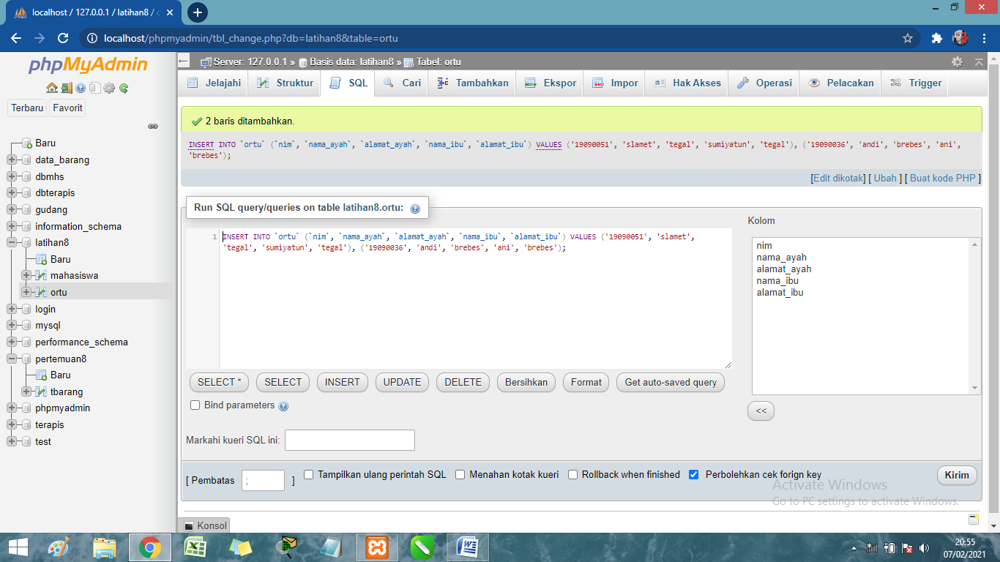 localhost / 127.0.0.1 / latihan8 /
localhost/phpmyadmin/tbl_change.php?db=latihan8&table=ortu
phpMyAdmin
Terbaru Favorit
Baru
data_barang
dbmhs
dbterapis
gudang
information_schema
latihan8
Baru
mahasiswa
ortu
login
mysql
performance_schema
pertemuan8
Baru
tbarang
phpmyadmin
terapis
test
Server: 127.0.0.1 » Basis data: latihan8 » Tabel: ortu
Jelajahi Struktur SQL Cari Tambahkan Ekspor Impor Hak Akses Operasi Pelacakan Trigger
2 baris ditambahkan.
INSERT INTO `ortu` (`nim`, `nama_ayah`, `alamat_ayah`, `nama_ibu`, `alamat_ibu`) VALUES ('19090051', 'slamet', 'tegal', 'sumiyatun', 'tegal'), ('19090036', 'andi', 'brebes', 'ani',
'brebes');
[Edit dikotak] [ Ubah ] [ Buat kode PHP ]
Run SQL query/queries on table latihan8.ortu:
1 INSERT INTO `ortu` (`nim`, `nama_ayah`, `alamat_ayah`, `nama_ibu`, `alamat_ibu`) VALUES ('19090051', 'slamet',
'tegal', 'sumiyatun', 'tegal'), ('19090036', 'andi', 'brebes', 'ani', 'brebes');
Kolom
nim
nama_ayah
alamat_ayah
nama_ibu
alamat_ibu
<<
SELECT * SELECT INSERT UPDATE DELETE Bersihkan Format Get auto-saved query
Bind parameters
Markahi kueri SQL ini:
[ Pembatas ; ] Tampilkan ulang perintah SQL Menahan kotak kueri Rollback when finished Perbolehkan cek forign key Kirim
Activate Windows
Go to PC settings to activate Windows.
Konsol
20:55
07/02/2021